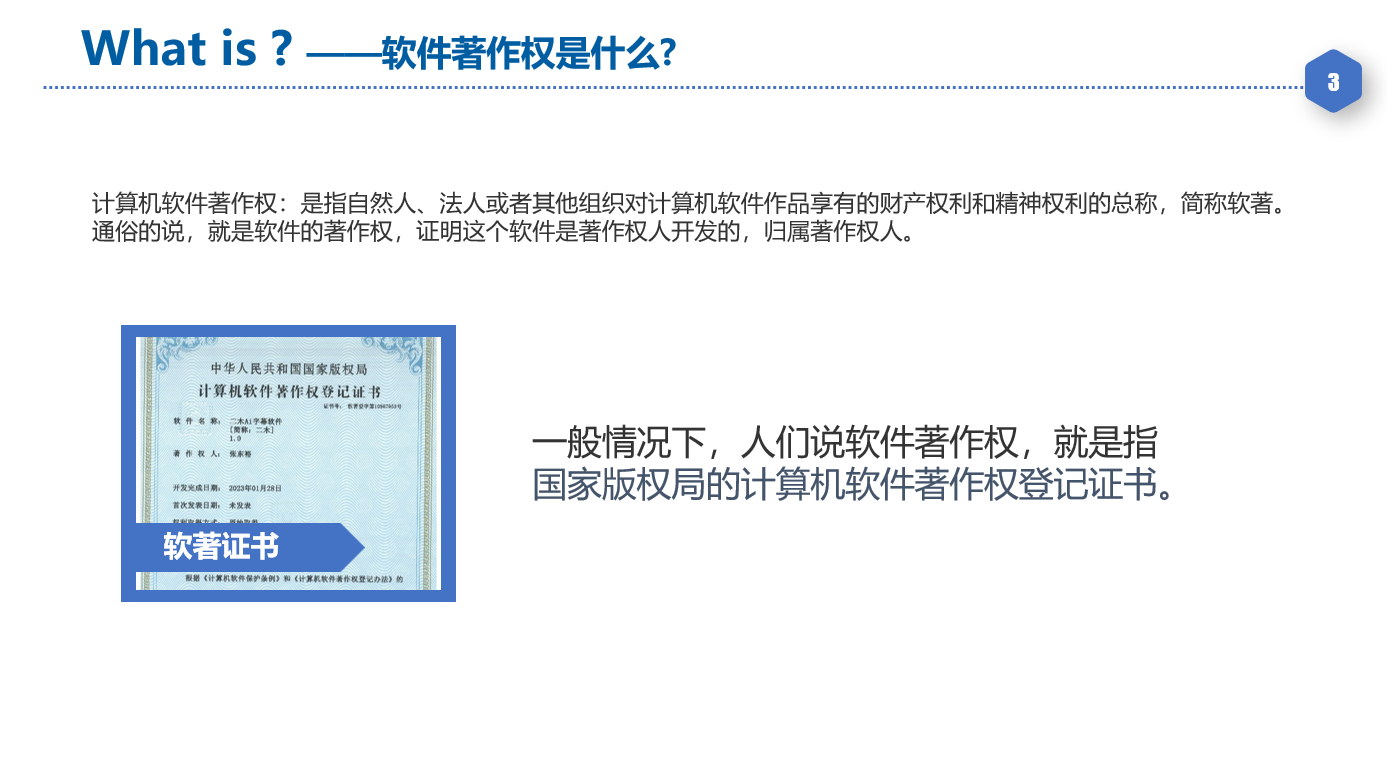 What is ? ——软件著作权是什么?
3
计算机软件著作权：是指自然人、法人或者其他组织对计算机软件作品享有的财产权利和精神权利的总称，简称软著。
通俗的说，就是软件的著作权，证明这个软件是著作权人开发的，归属著作权人。
中华人民共和国国家版权局
计算机软件著作权登记证书
软 件 名 称： 二木Ai字幕软件
[简称：二木]
1.0
著 作 权 人： 张东裕
开发完成日期： 2023年01月28日
首次发表日期： 未发表
软著证书
根据《计算机软件保护条例》和《计算机软件著作权登记办法》的
一般情况下，人们说软件著作权，就是指
国家版权局的计算机软件著作权登记证书。